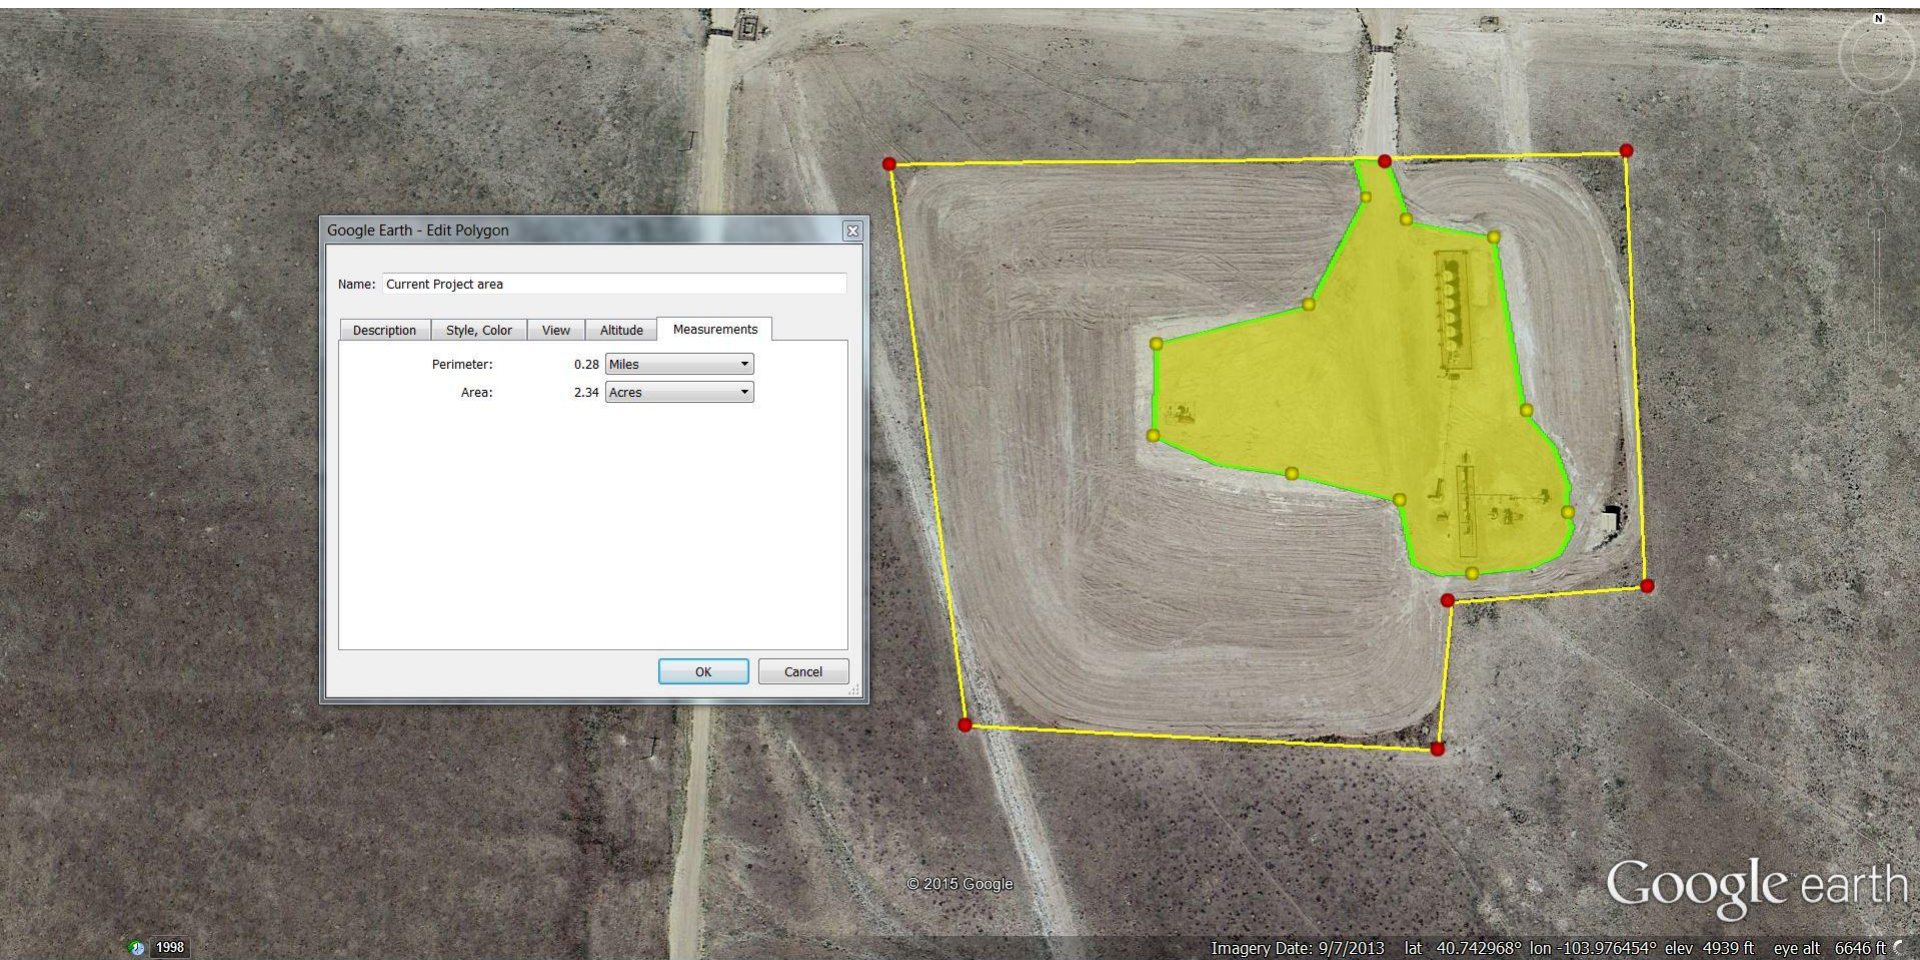 N
Google Earth - Edit Polygon
Name: Current Project area
Description Style, Color View Altitude Measurements
Perimeter: 0.28 Miles
Area: 2.34 Acres
OK Cancel
© 2015 Google
Google earth
1998
Imagery Date: 9/7/2013 lat 40.742968° lon -103.976454° elev 4939 ft eye alt 6646 ft